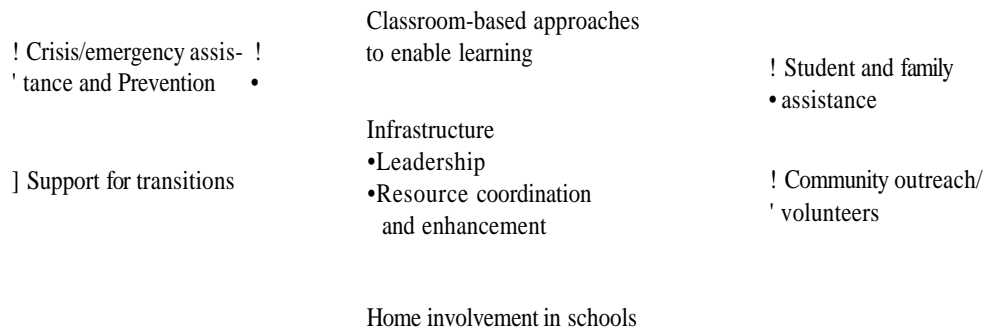 Classroom-based approaches
to enable learning
! Crisis/emergency assis- !
' tance and Prevention •
! Student and family
• assistance
Infrastructure
•Leadership
•Resource coordination
and enhancement
] Support for transitions
! Community outreach/
' volunteers
Home involvement in schools